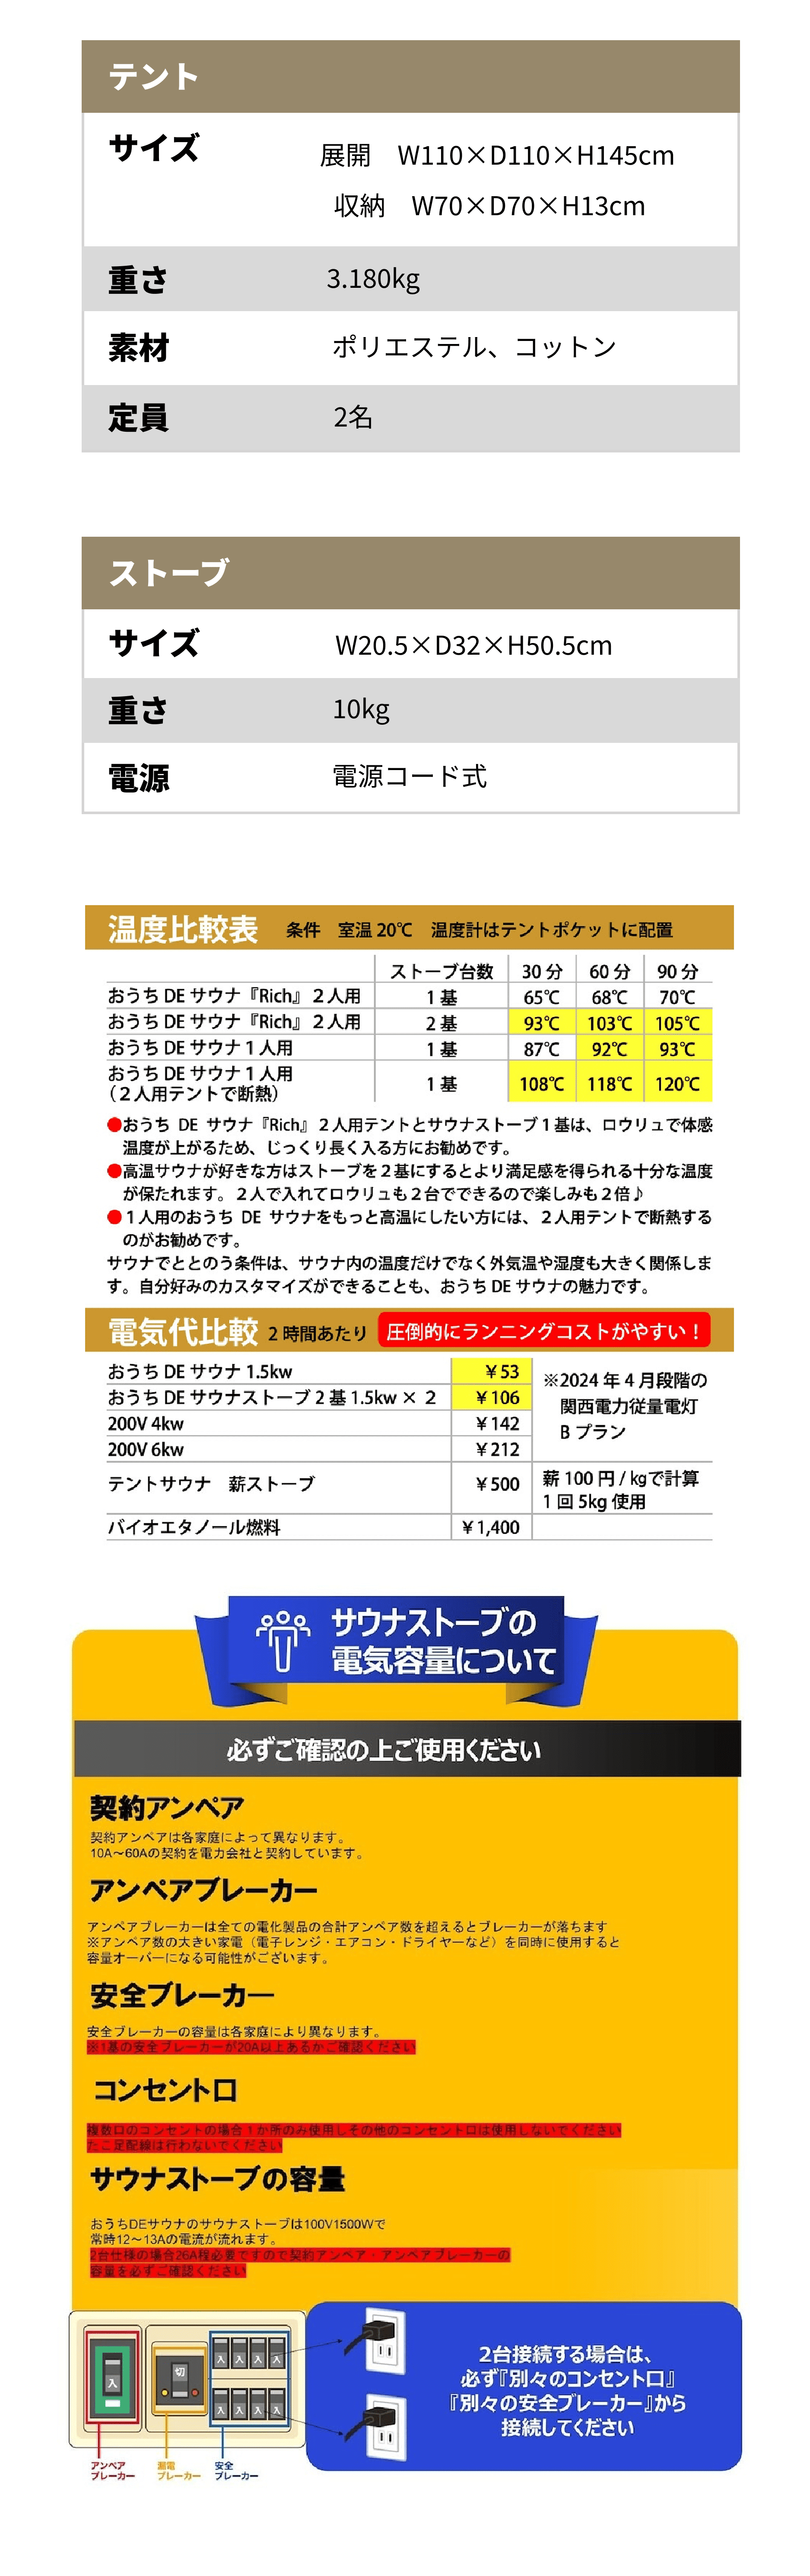 テント
サイズ 展開 W110×D110×H145cm
収納 W70×D70×H13cm
重さ 3.180kg
素材 ポリエステル、コットン
定員 2名
ストーブ
サイズ W20.5×D32×H50.5cm
重さ 10kg
電源 電源コード式
温度比較表 条件 室温20℃ 温度計はテントポケットに配置
ストーブ台数 30分 60分 90分
おうちDEサウナ『Rich』2人用 1基 65℃ 68℃ 70℃
おうちDEサウナ『Rich』2人用 2基 93℃ 103℃ 105℃
おうちDEサウナ1人用 1基 87℃ 92℃ 93℃
おうちDEサウナ1人用
(2人用テントで断熱) 1基 108℃ 118℃ 120℃
●おうち DE サウナ『Rich』2人用テントとサウナストーブ1基は、ロウリュで体感
温度が上がるため、じっくり長く入る方にお勧めです。
●高温サウナが好きな方はストーブを2基にするとより満足感を得られる十分な温度
が保たれます。2人で入れてロウリュも2台でできるので楽しみも2倍♪
●1人用のおうち DE サウナをもっと高温にしたい方には、2人用テントで断熱する
のがお勧めです。
サウナでととのう条件は、サウナ内の温度だけでなく外気温や湿度も大きく関係しま
す。自分好みのカスタマイズができることも、おうちDEサウナの魅力です。
電気代比較 2時間あたり 圧倒的にランニングコストがやすい!
おうちDEサウナ1.5kw ¥53
おうちDEサウナストーブ2基1.5kw × 2 ¥106
200V 4kw ¥142
200V 6kw ¥212
※2024年4月段階の
関西電力従量電灯
Bプラン
テントサウナ 薪ストーブ ¥500
薪100円/kgで計算
1回5kg使用
バイオエタノール燃料 ¥1,400
サウナストーブの
電気容量について
必ずご確認の上ご使用ください
契約アンペア
契約アンペアは各家庭によって異なります。
10A〜60Aの契約を電力会社と契約しています。
アンペアブレーカー
アンペアブレーカーは全ての電化製品の合計アンペア数を超えるとブレーカーが落ちます
※アンペア数の大きい家電(電子レンジ・エアコン・ドライヤーなど)を同時に使用すると
容量オーバーになる可能性がございます。
安全ブレーカー
安全ブレーカーの容量は各家庭により異なります。
※1基の安全ブレーカーが20A以上あるかご確認ください
コンセント口
複数口のコンセントの場合1か所のみ使用しその他のコンセント口は使用しないでください
たこ足配線は行わないでください
サウナストーブの容量
おうちDEサウナのサウナストーブは100V1500Wで
常時12〜13Aの電流が流れます。
2台仕様の場合26A程必要ですので契約アンペア・アンペアブレーカーの
容量を必ずご確認ください
入
切
入 入 入 入
入 入 入 入
アンペア
ブレーカー
漏電
ブレーカー
安全
ブレーカー
2台接続する場合は、
必ず『別々のコンセント口』
『別々の安全ブレーカー』から
接続してください